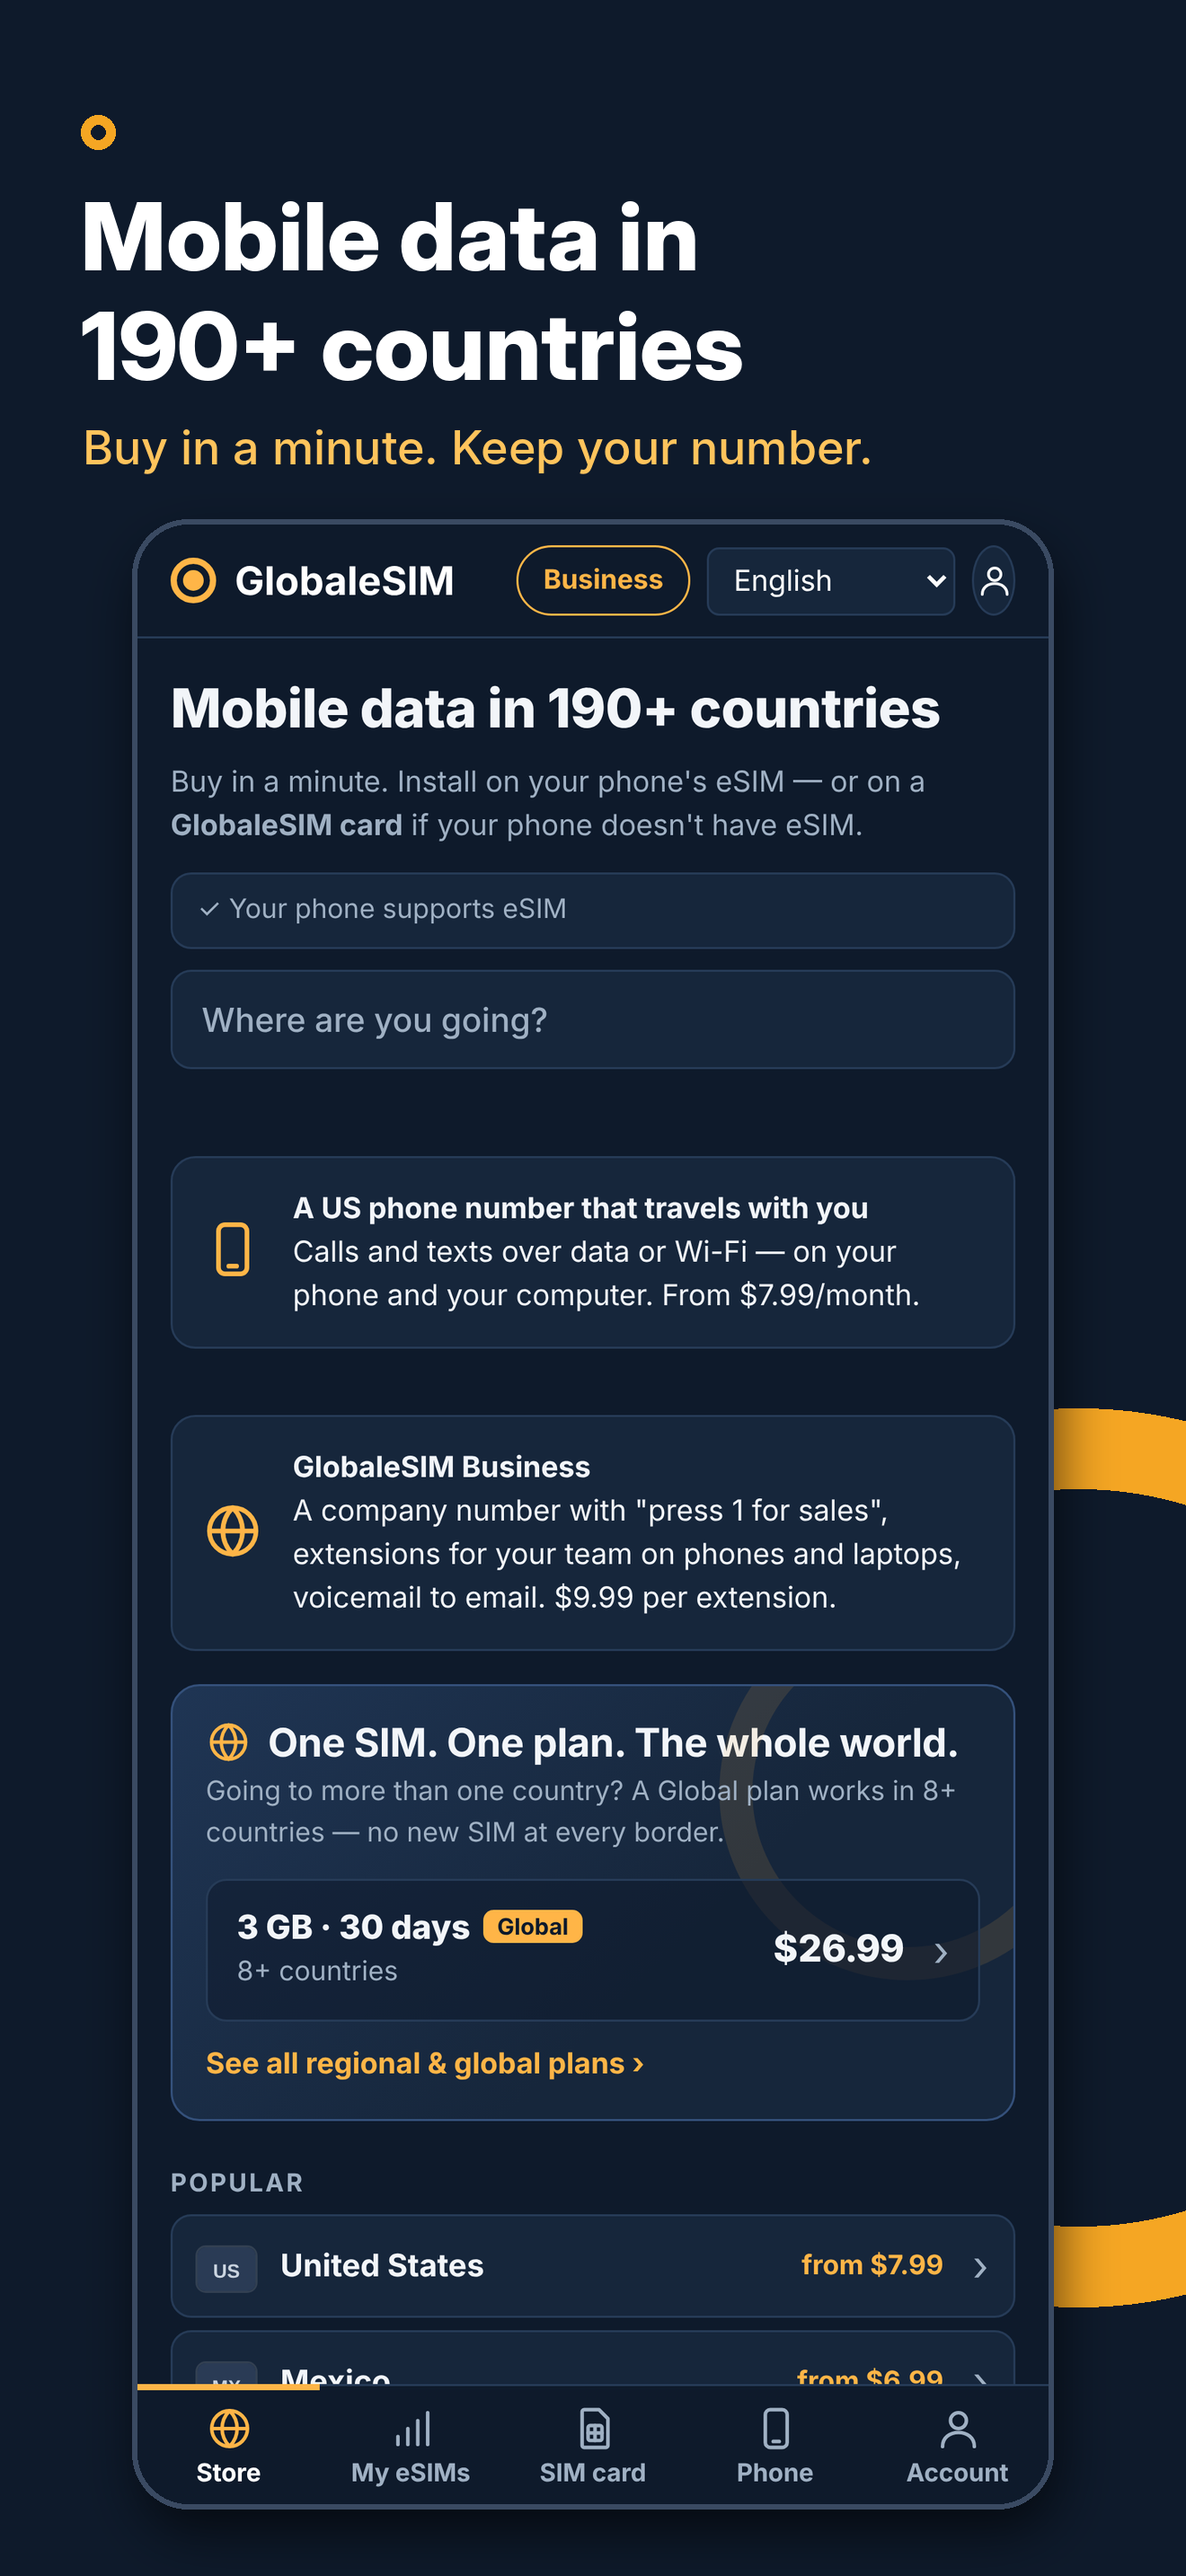 Mobile data in
190+ countries
Buy in a minute. Keep your number.
GlobaleSIM
Business
English
Mobile data in 190+ countries
Buy in a minute. Install on your phone's eSIM — or on a
GlobaleSIM card if your phone doesn't have eSIM.
✓ Your phone supports eSIM
Where are you going?
A US phone number that travels with you
Calls and texts over data or Wi-Fi — on your
phone and your computer. From $7.99/month.
GlobaleSIM Business
A company number with "press 1 for sales",
extensions for your team on phones and laptops,
voicemail to email. $9.99 per extension.
One SIM. One plan. The whole world.
Going to more than one country? A Global plan works in 8+
countries — no new SIM at every border.
3 GB · 30 days Global
8+ countries
$26.99 ›
See all regional & global plans ›
POPULAR
US United States from $7.99 ›
MX Mexico from $6.99 ›
Store
My eSIMs
SIM card
Phone
Account